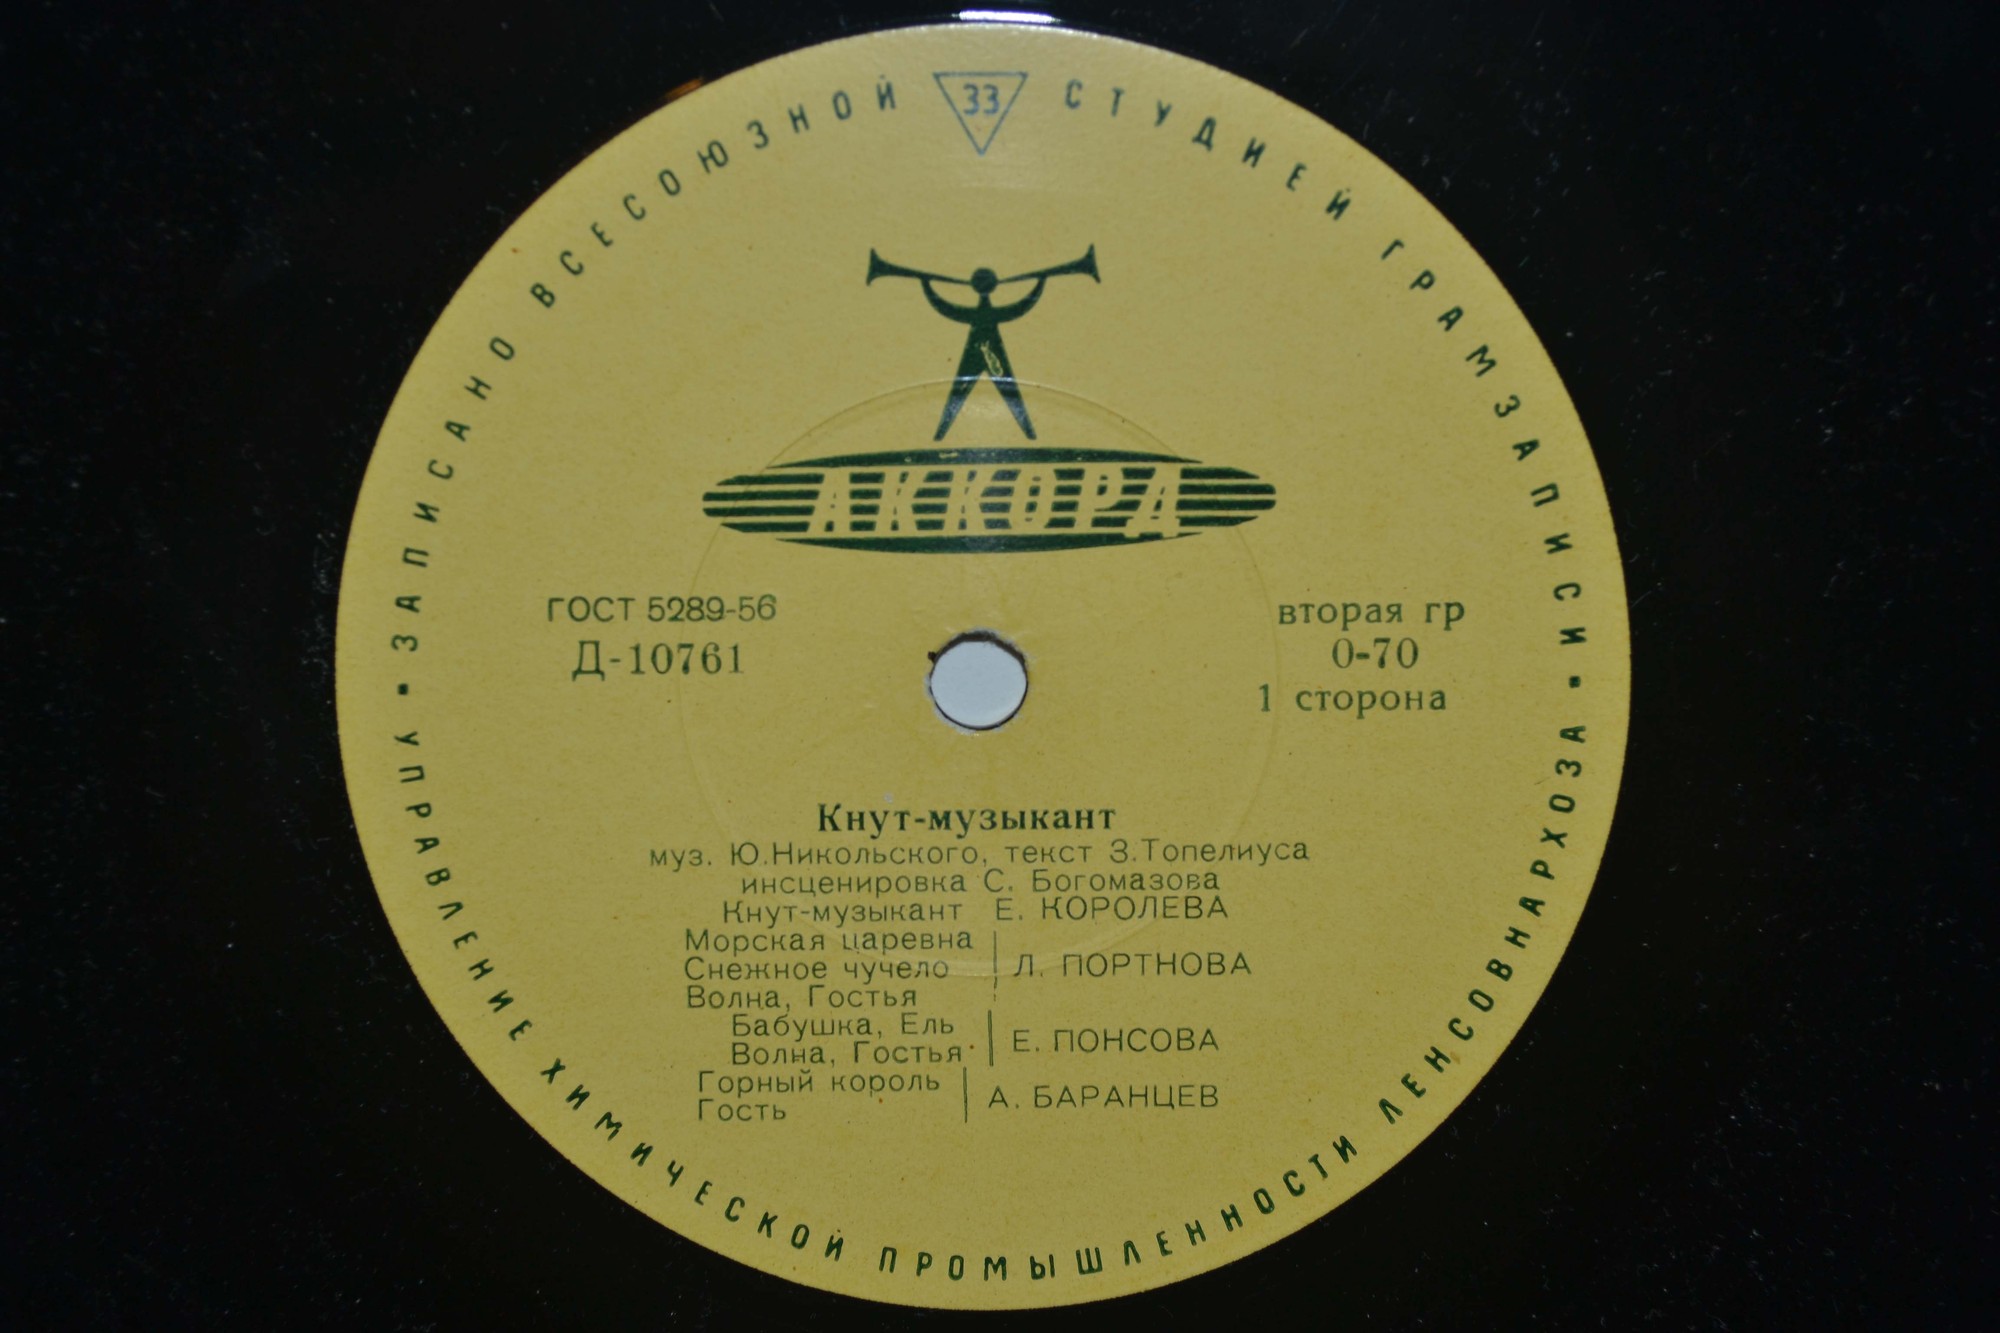 ЗАПИСАНО ВСЕСОЮЗНОЙ СТУДИЕЙ ГРАМЗАПИСИ
33
АККОРД
ГОСТ 5289-56
Д-10761
вторая гр
0-70
1 сторона
Кнут-музыкант
муз. Ю.Никольского, текст З.Топелиуса
инсценировка С. Богомазова
Кнут-музыкант Е. КОРОЛЕВА
Морская царевна
Снежное чучело
Волна, Гостья
Л. ПОРТНОВА
Бабушка, Ель
Волна, Гостья
Е. ПОНСОВА
Горный король
Гость
А. БАРАНЦЕВ
УПРАВЛЕНИЕ ХИМИЧЕСКОЙ ПРОМЫШЛЕННОСТИ ЛЕНСОВНАРХОЗА